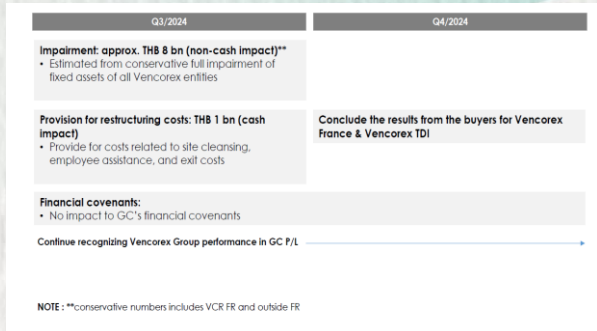 Q3/2024
Q4/2024
Impairment: approx. THB 8 bn (non-cash impact)**
• Estimated from conservative full impairment of
fixed assets of all Vencorex entities
Provision for restructuring costs: THB 1 bn (cash
impact)
• Provide for costs related to site cleansing,
employee assistance, and exit costs
Conclude the results from the buyers for Vencorex
France & Vencorex TDI
Financial covenants:
• No impact to GC's financial covenants
Continue recognizing Vencorex Group performance in GC P/L
NOTE : **conservative numbers includes VCR FR and outside FR